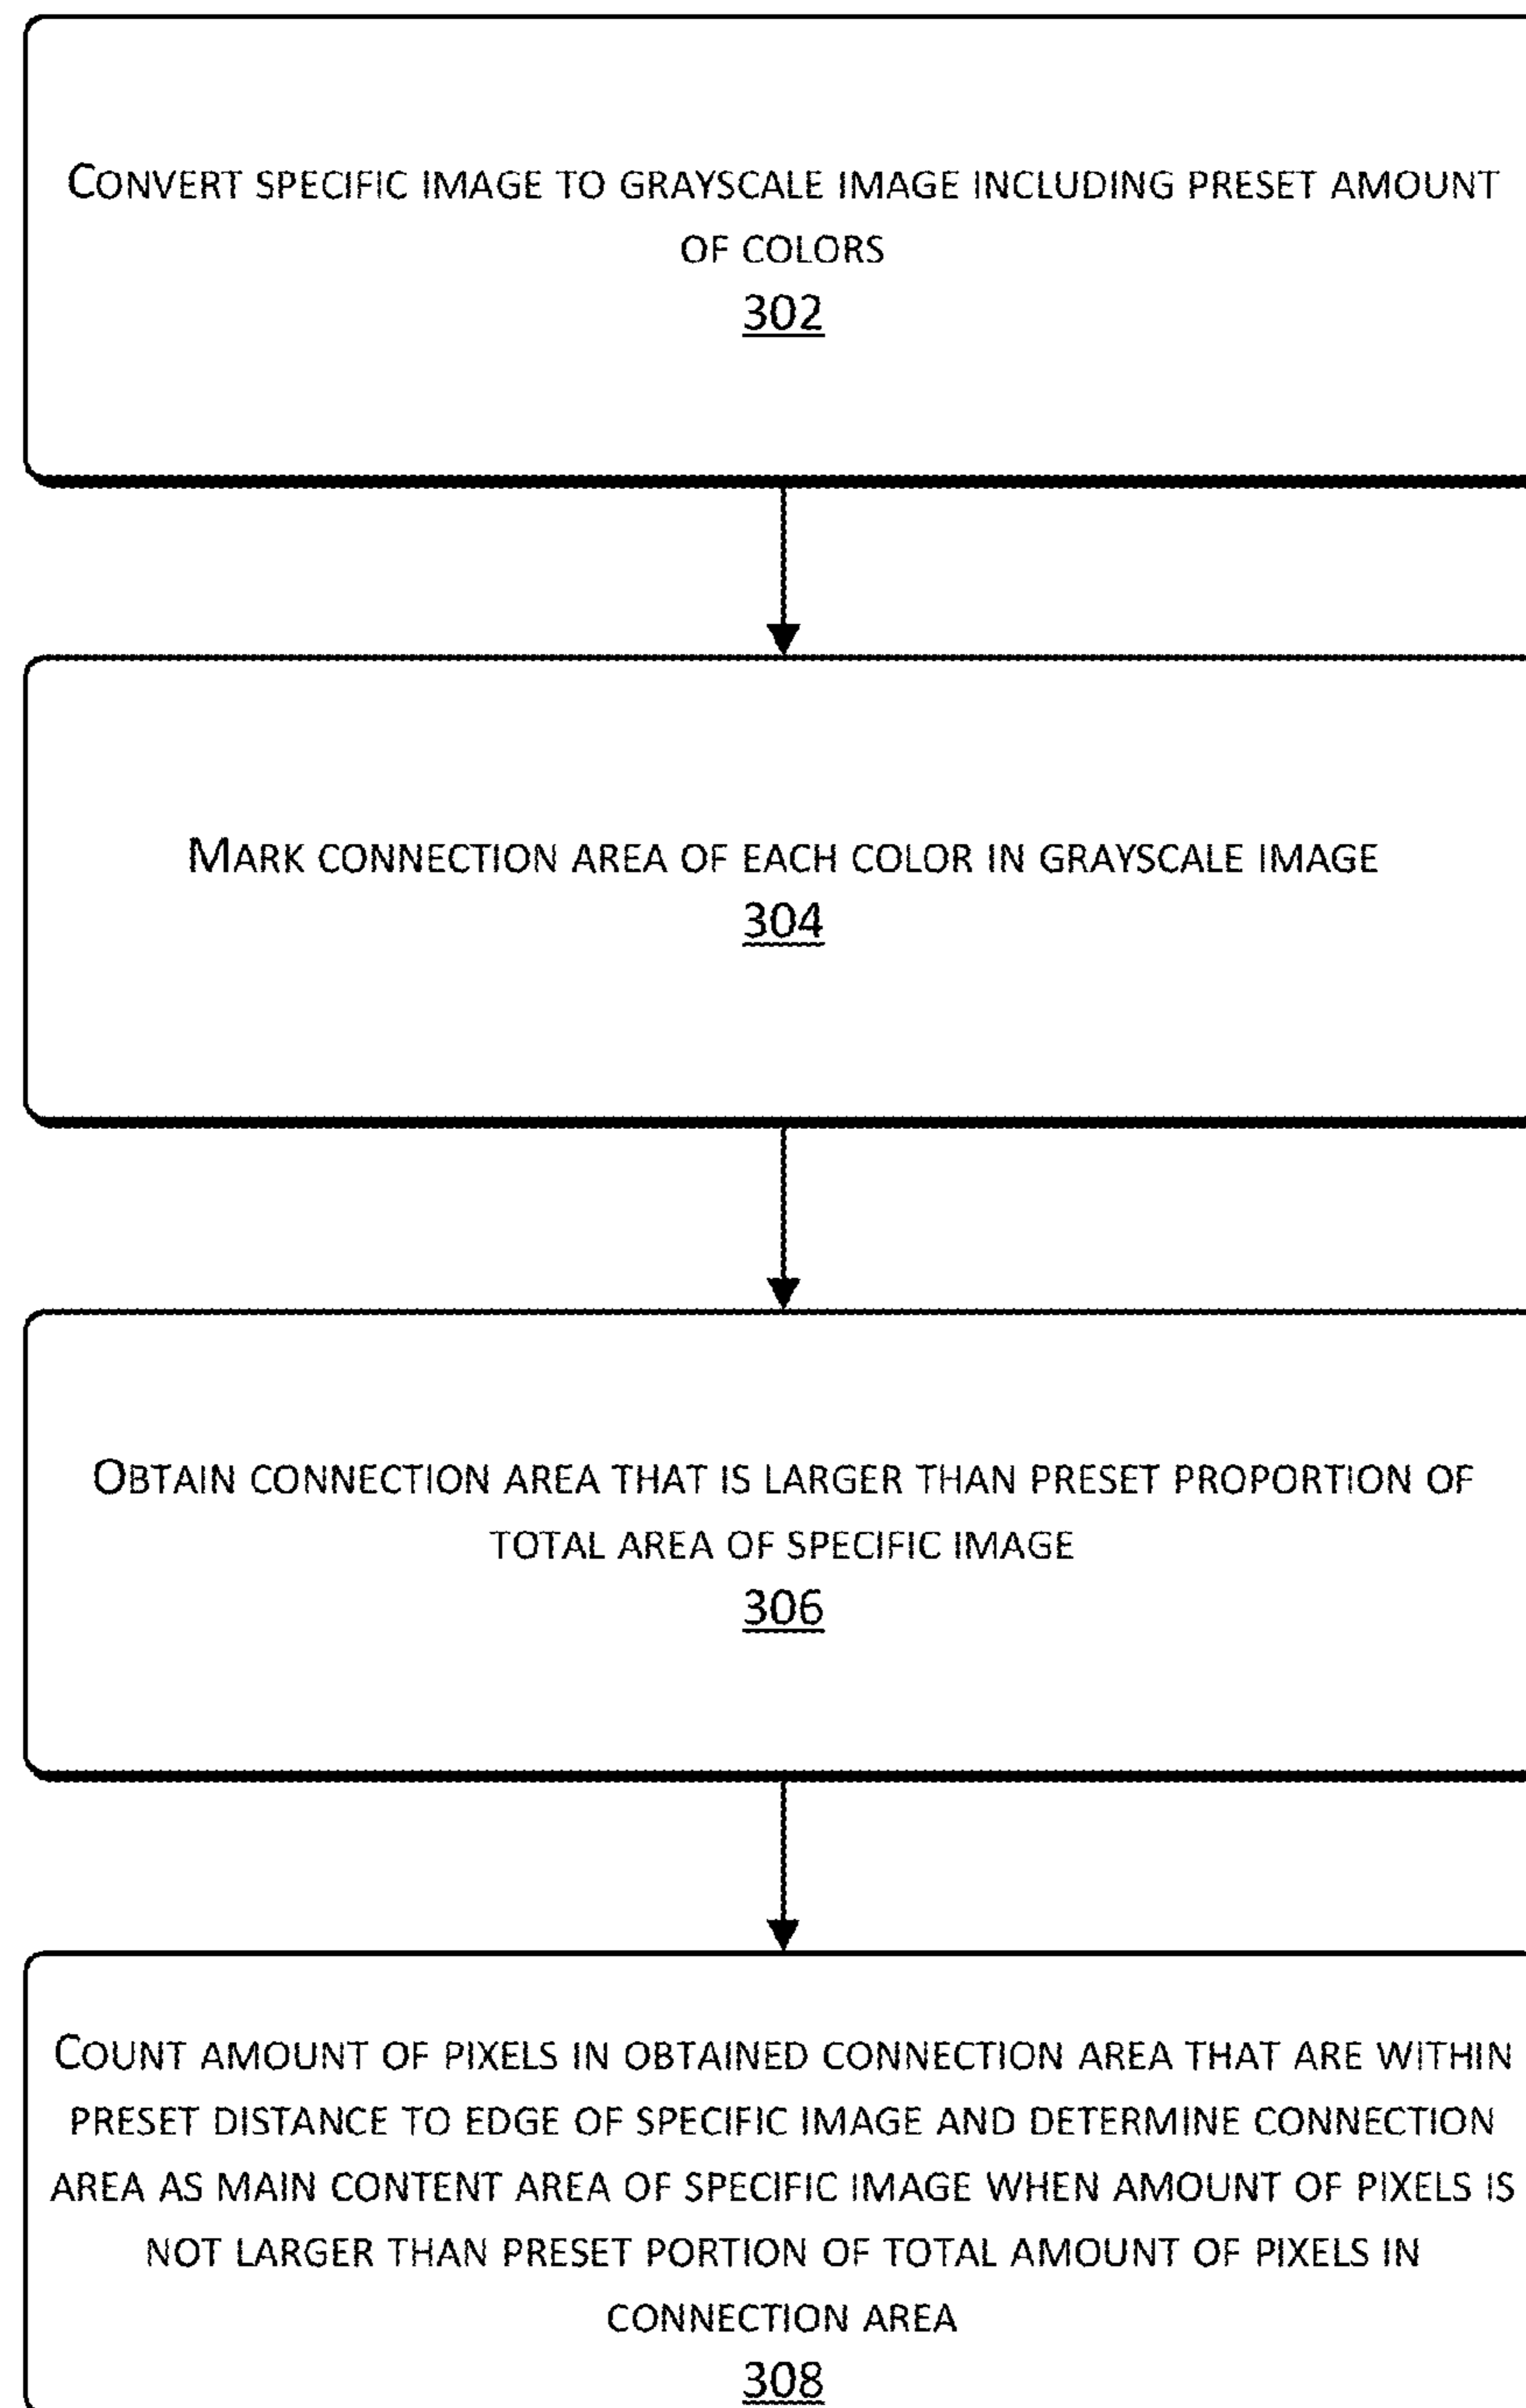 CONVERT SPECIFIC IMAGE TO GRAYSCALE IMAGE INCLUDING PRESET AMOUNT
OF COLORS
302
MARK CONNECTION AREA OF EACH COLOR IN GRAYSCALE IMAGE
304
OBTAIN CONNECTION AREA THAT IS LARGER THAN PRESET PROPORTION OF
TOTAL AREA OF SPECIFIC IMAGE
306
COUNT AMOUNT OF PIXELS IN OBTAINED CONNECTION AREA THAT ARE WITHIN
PRESET DISTANCE TO EDGE OF SPECIFIC IMAGE AND DETERMINE CONNECTION
AREA AS MAIN CONTENT AREA OF SPECIFIC IMAGE WHEN AMOUNT OF PIXELS IS
NOT LARGER THAN PRESET PORTION OF TOTAL AMOUNT OF PIXELS IN
CONNECTION AREA
308